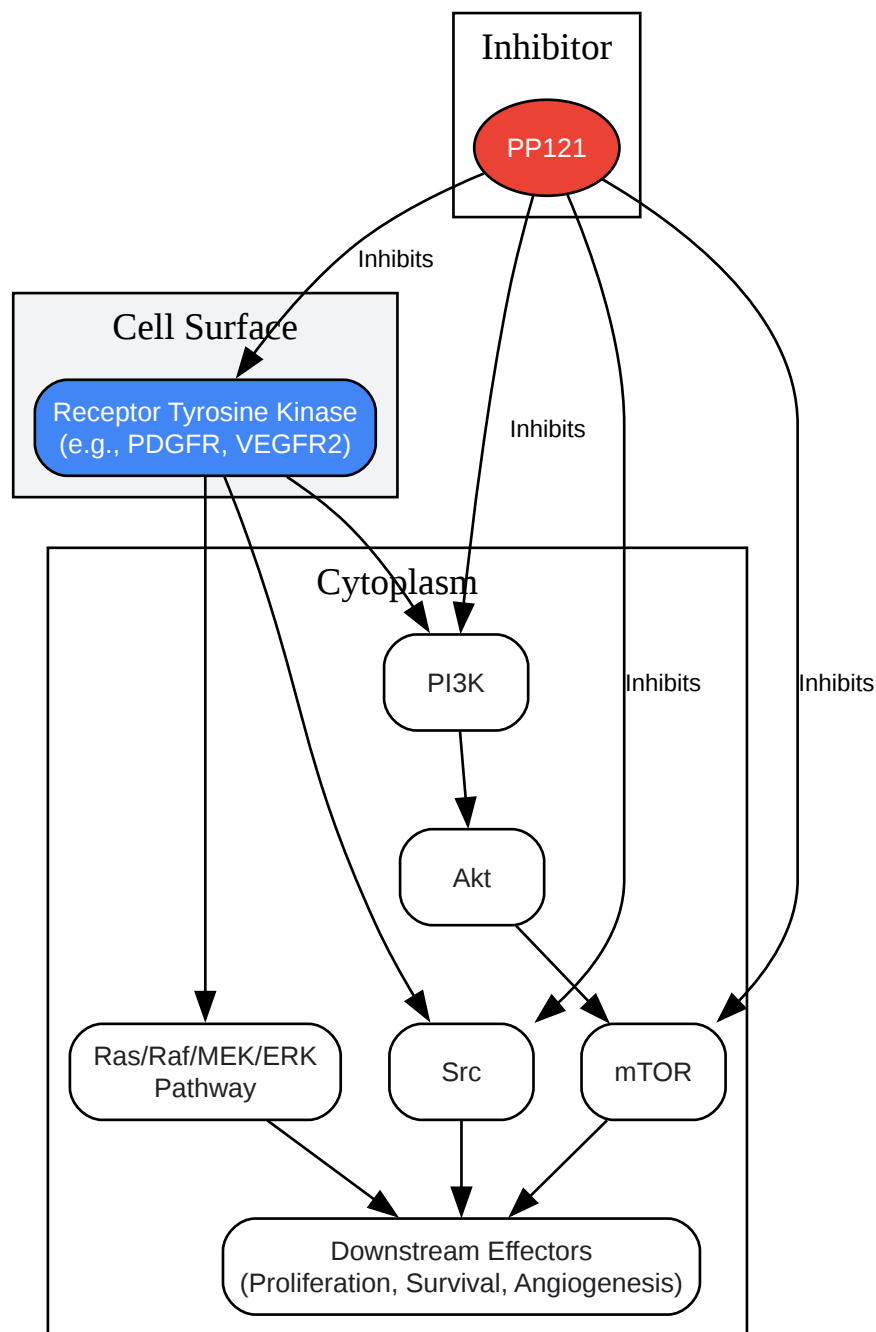 Inhibitor
PP121
Inhibits
Cell Surface
Receptor Tyrosine Kinase
(e.g., PDGFR, VEGFR2)
Inhibits
Cytoplasm
PI3K
Inhibits
Inhibits
Akt
Ras/Raf/MEK/ERK
Pathway
Src
mTOR
Downstream Effectors
(Proliferation, Survival, Angiogenesis)